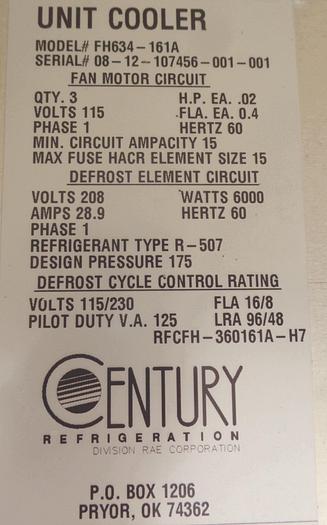 UNIT COOLER
MODEL# FH634-161A
SERIAL# 08-12-107456-001-001
FAN MOTOR CIRCUIT
QTY. 3 H.P. EA. .02
VOLTS 115 FLA. EA. 0.4
PHASE 1 HERTZ 60
MIN. CIRCUIT AMPACITY 15
MAX FUSE HACR ELEMENT SIZE 15
DEFROST ELEMENT CIRCUIT
VOLTS 208 WATTS 6000
AMPS 28.9 HERTZ 60
PHASE 1
REFRIGERANT TYPE R-507
DESIGN PRESSURE 175
DEFROST CYCLE CONTROL RATING
VOLTS 115/230 FLA 16/8
PILOT DUTY V.A. 125 LRA 96/48
RFCFH-360161A-H7
CENTURY
REFRIGERATION
DIVISION RAE CORPORATION
P.O. BOX 1206
PRYOR, OK 74362